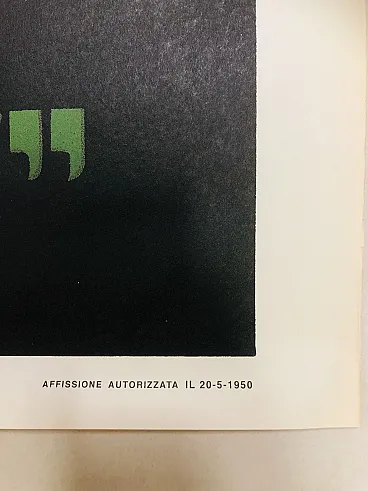 ”
AFFISSIONE AUTORIZZATA IL 20-5-1950